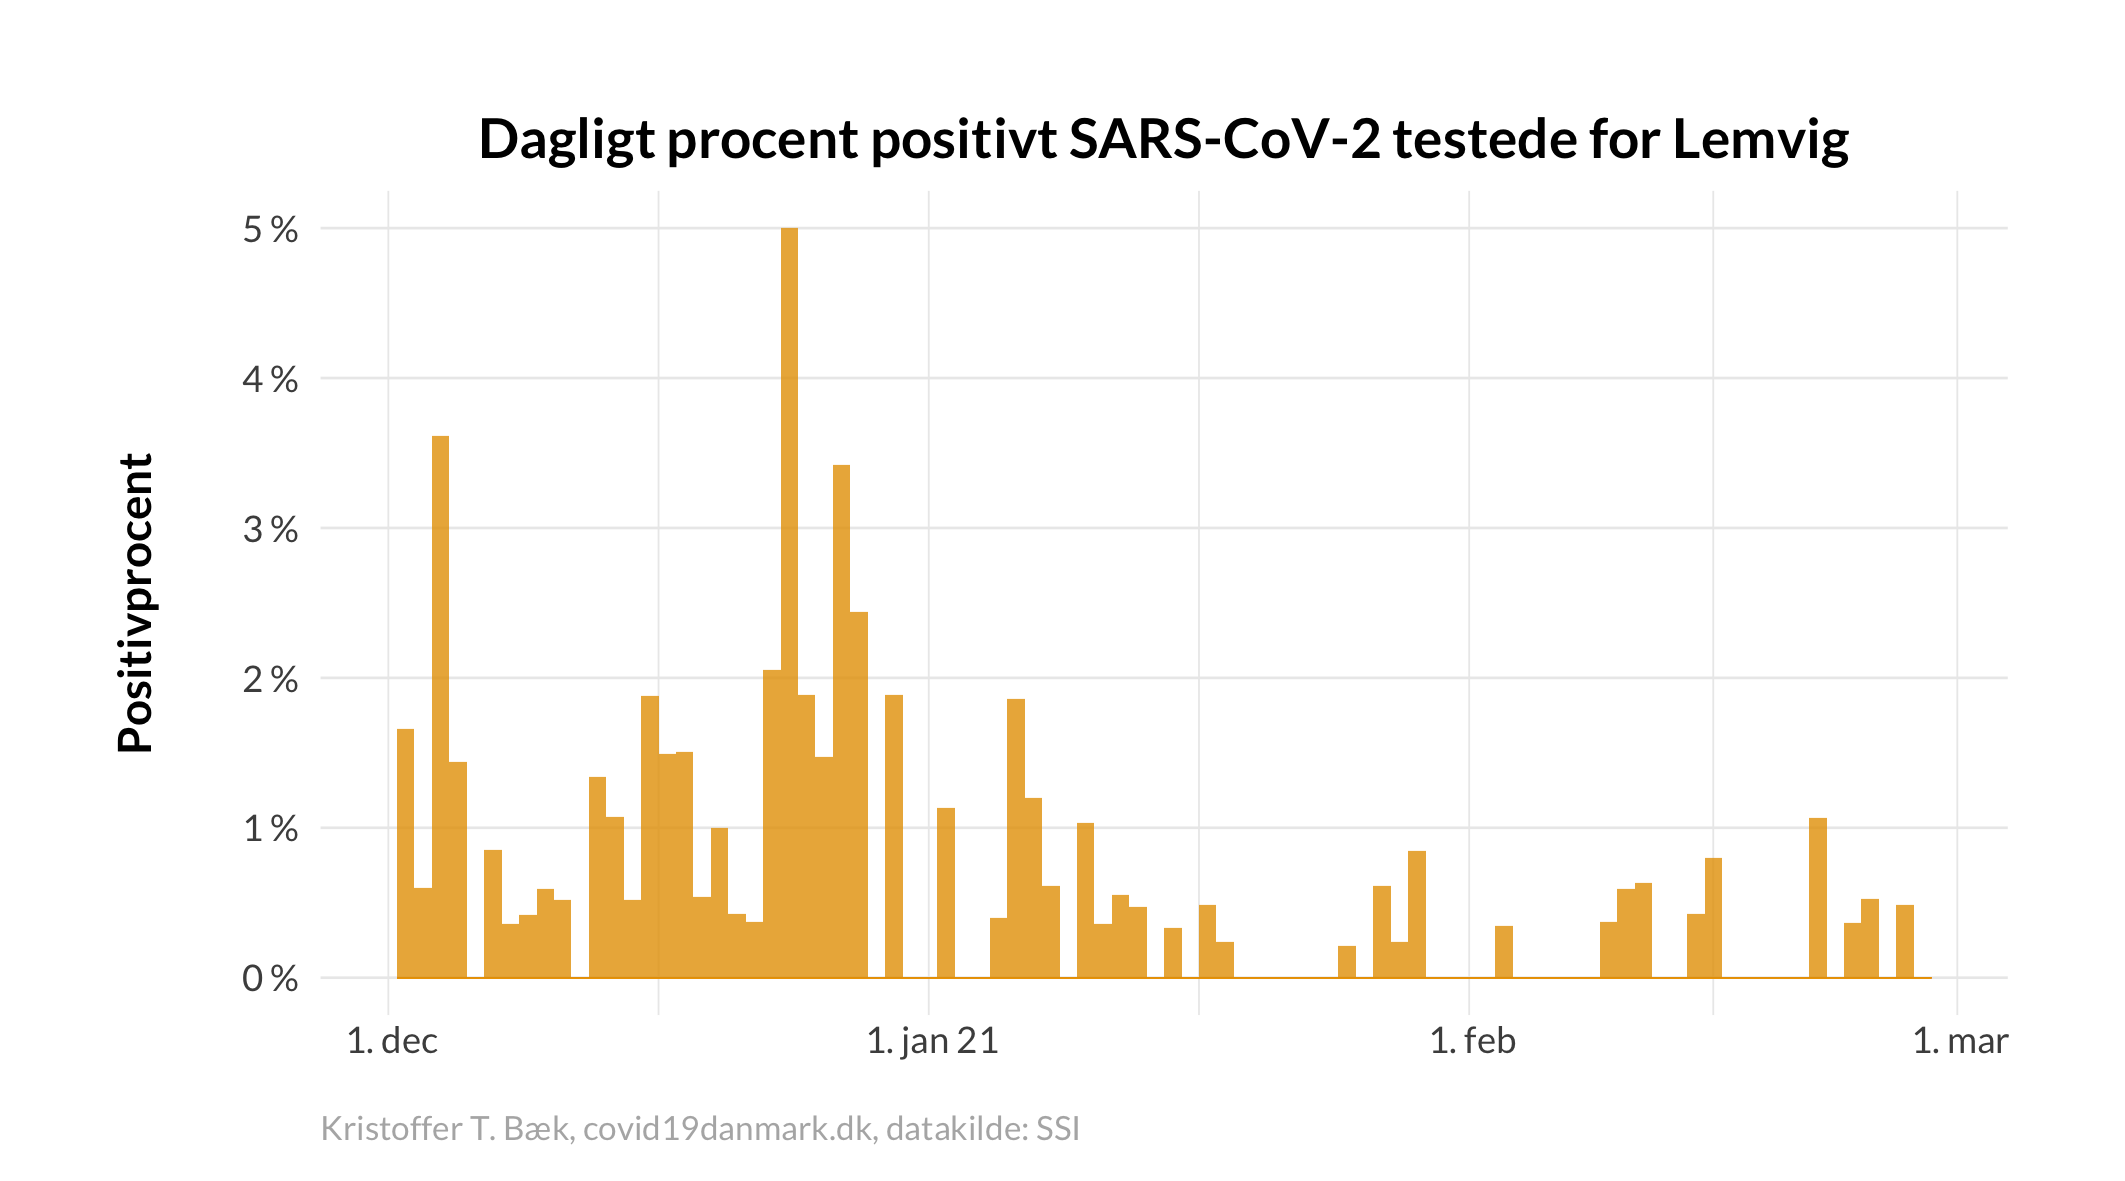 Dagligt procent positivt SARS-CoV-2 testede for Lemvig
Positivprocent
5 %
4 %
3 %
2 %
1 %
0 %
1. dec
1. jan 21
1. feb
1. mar
Kristoffer T. Bæk, covid19danmark.dk, datakilde: SSI